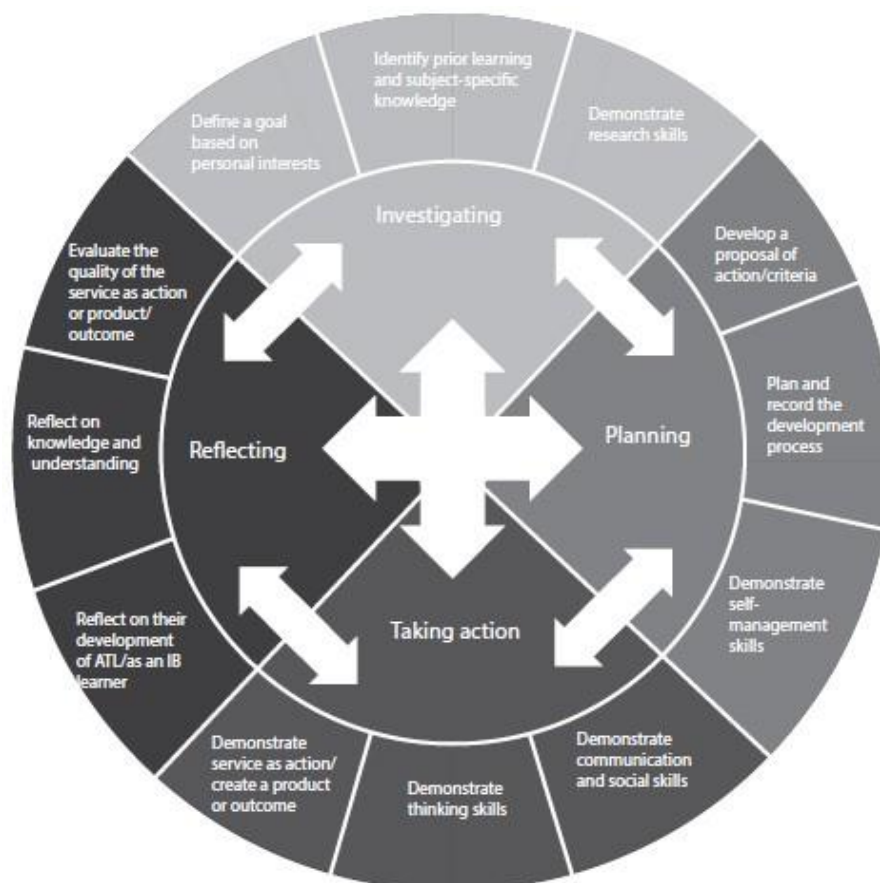 Identify prior learning
and subject-specific
knowledge
Define a goal
based on
personal interests
Demonstrate
research skills
Investigating
Evaluate the
quality of the
service as action
or product/
outcome
Develop a
proposal of
action/criteria
Reflect on
knowledge and
understanding
Reflecting
Planning
Plan and
record the
development
process
Reflect on their
development
of ATL/as an IB
learner
Taking action
Demonstrate
self-
management
skills
Demonstrate
service as action/
create a product
or outcome
Demonstrate
thinking skills
Demonstrate
communication
and social skills